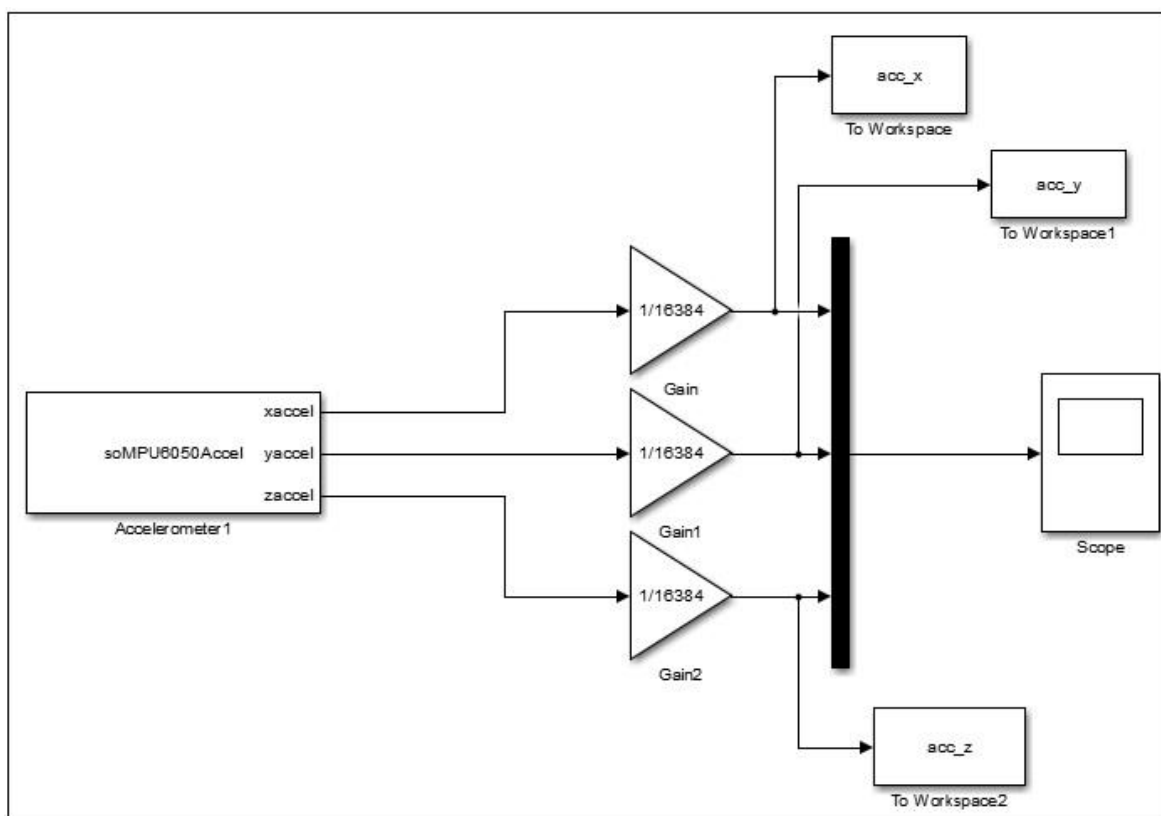 acc_x
To Workspace
acc_y
To Workspace1
1/16384
Gain
xaccel
soMPU6050Accel
yaccel
zaccel
Accelerometer1
1/16384
Gain1
Scope
1/16384
Gain2
acc_z
To Workspace2